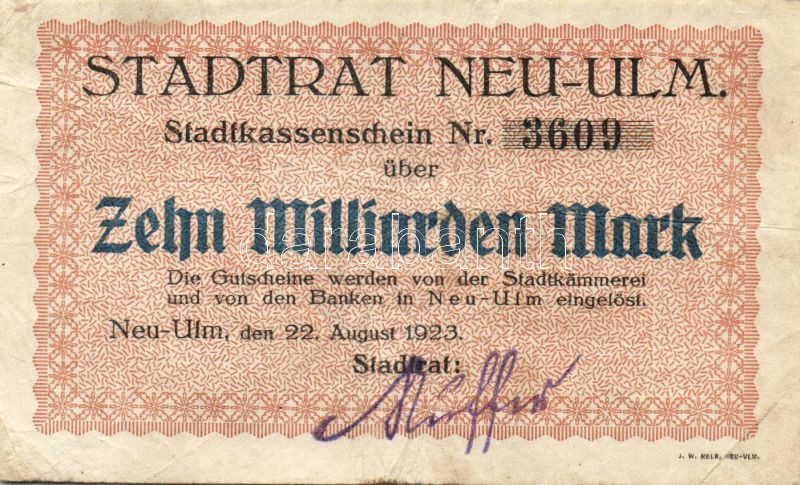 STADTRAT NEU-ULM.
Stadtkassenschein Nr. 3609
über
Zehn Milliarden Mark
Die Gutscheine werden von der Stadtkämmerei
und von den Banken in Neu-Ulm eingelöst.
Neu-Ulm, den 22. August 1923.
Stadtrat:
J. W. HELB, NEU-ULM.